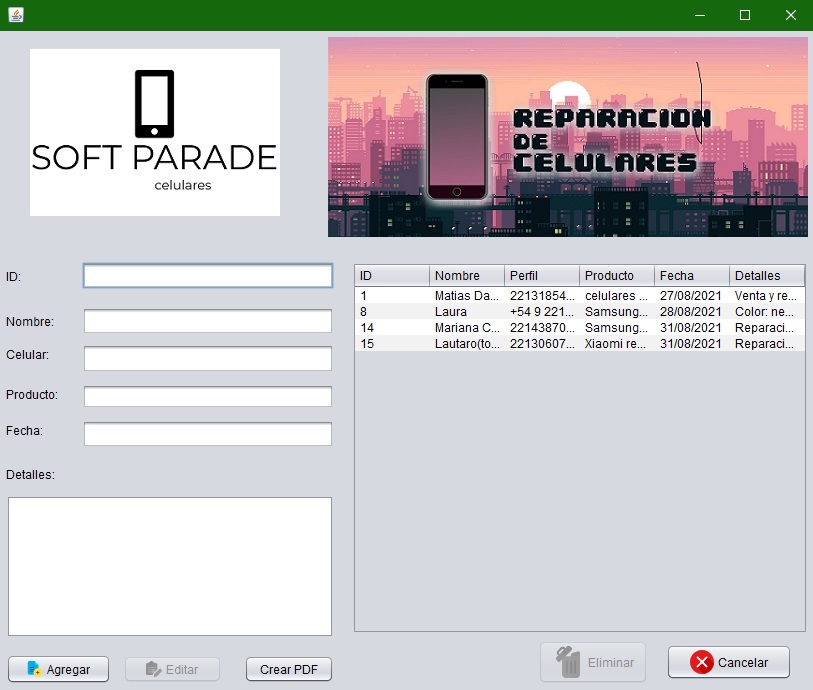 SOFT PARADE
celulares
REPARACION
DE
CELULARES
ID:
Nombre:
Celular:
Producto:
Fecha:
Detalles:
Agregar
Editar
Crear PDF
ID Nombre Perfil Producto Fecha Detalles
1 Matias Da... 22131854... celulares ... 27/08/2021 Venta y re...
8 Laura +54 9 221... Samsung... 28/08/2021 Color: ne...
14 Mariana C... 22143870... Samsung... 31/08/2021 Reparaci...
15 Lautaro(to... 22130607... Xiaomi re... 31/08/2021 Reparaci...
Eliminar
Cancelar